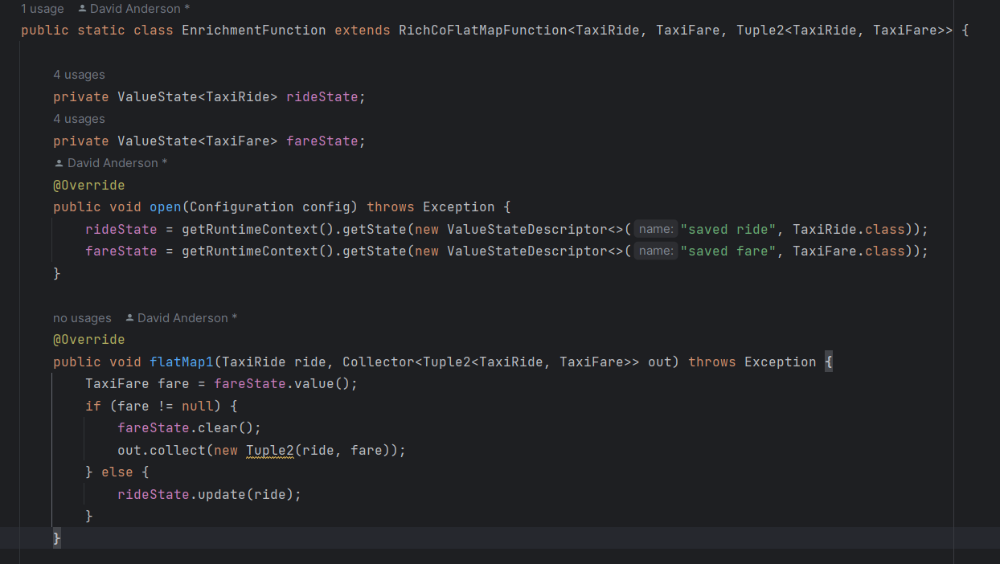 1 usage David Anderson *
public static class EnrichmentFunction extends RichCoFlatMapFunction<TaxiRide, TaxiFare, Tuple2<TaxiRide, TaxiFare>> {
4 usages
private ValueState<TaxiRide> rideState;
4 usages
private ValueState<TaxiFare> fareState;
David Anderson *
@Override
public void open(Configuration config) throws Exception {
rideState = getRuntimeContext().getState(new ValueStateDescriptor<>( name: "saved ride", TaxiRide.class));
fareState = getRuntimeContext().getState(new ValueStateDescriptor<>( name: "saved fare", TaxiFare.class));
}
no usages David Anderson *
@Override
public void flatMap1(TaxiRide ride, Collector<Tuple2<TaxiRide, TaxiFare>> out) throws Exception {
TaxiFare fare = fareState.value();
if (fare != null) {
fareState.clear();
out.collect(new Tuple2(ride, fare));
} else {
rideState.update(ride);
}
}